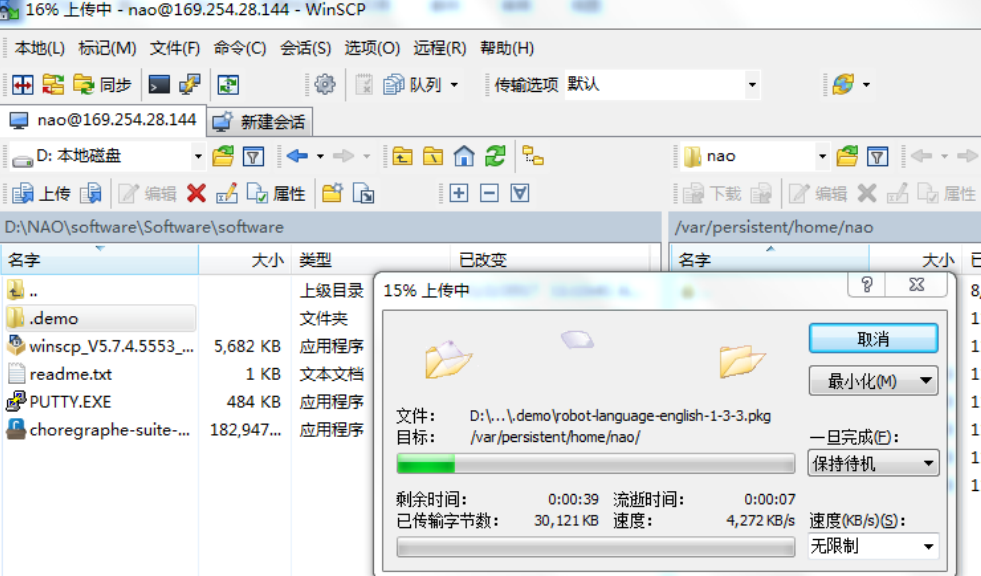 16% 上传中 - nao@169.254.28.144 - WinSCP
本地(L) 标记(M) 文件(F) 命令(C) 会话(S) 选项(O) 远程(R) 帮助(H)
同步 队列 传输选项 默认
nao@169.254.28.144 新建会话
D: 本地磁盘 nao
上传 编辑 属性 下载 编辑 属性
D:\NAO\software\Software\software /var/persistent/home/nao
名字 大小 类型 已改变 名字 大小 已
.. 上级目录
.demo 文件夹
winscp_V5.7.4.5553_... 5,682 KB 应用程序
readme.txt 1 KB 文本文档
PUTTY.EXE 484 KB 应用程序
choregraphe-suite-... 182,947... 应用程序
15% 上传中
取消
最小化(M)
文件: D:\...\.demo\robot-language-english-1-3-3.pkg
目标: /var/persistent/home/nao/
一旦完成(F):
保持待机
剩余时间: 0:00:39 流逝时间: 0:00:07
已传输字节数: 30,121 KB 速度: 4,272 KB/s 速度(KB/s)(S):
无限制